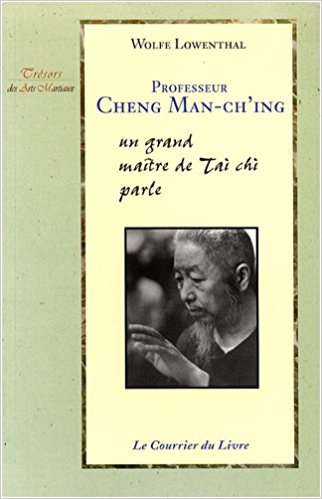 WOLFE LOWENTHAL
Trésors
des Arts Martiaux
PROFESSEUR
CHENG MAN-CH'ING
un grand
maître de Taï chi
parle
Le Courrier du Livre